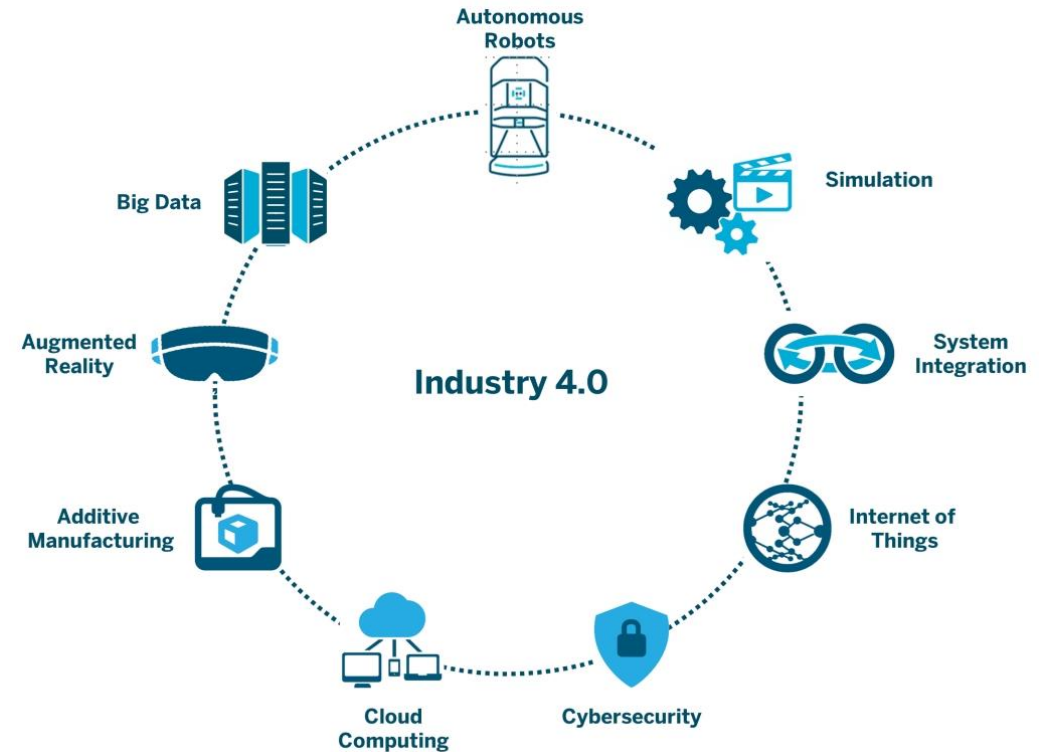 Autonomous
Robots
Simulation
System
Integration
Internet of
Things
Cybersecurity
Cloud
Computing
Additive
Manufacturing
Augmented
Reality
Big Data
Industry 4.0